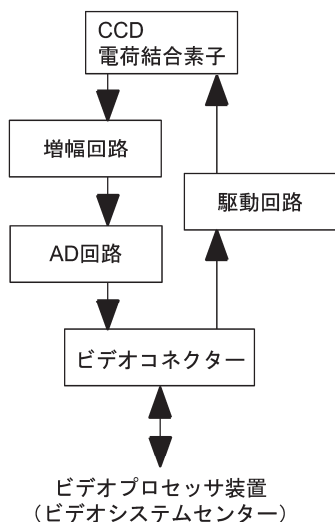 CCD
電荷結合素子
増幅回路
駆動回路
AD回路
ビデオコネクター
ビデオプロセッサ装置
（ビデオシステムセンター）